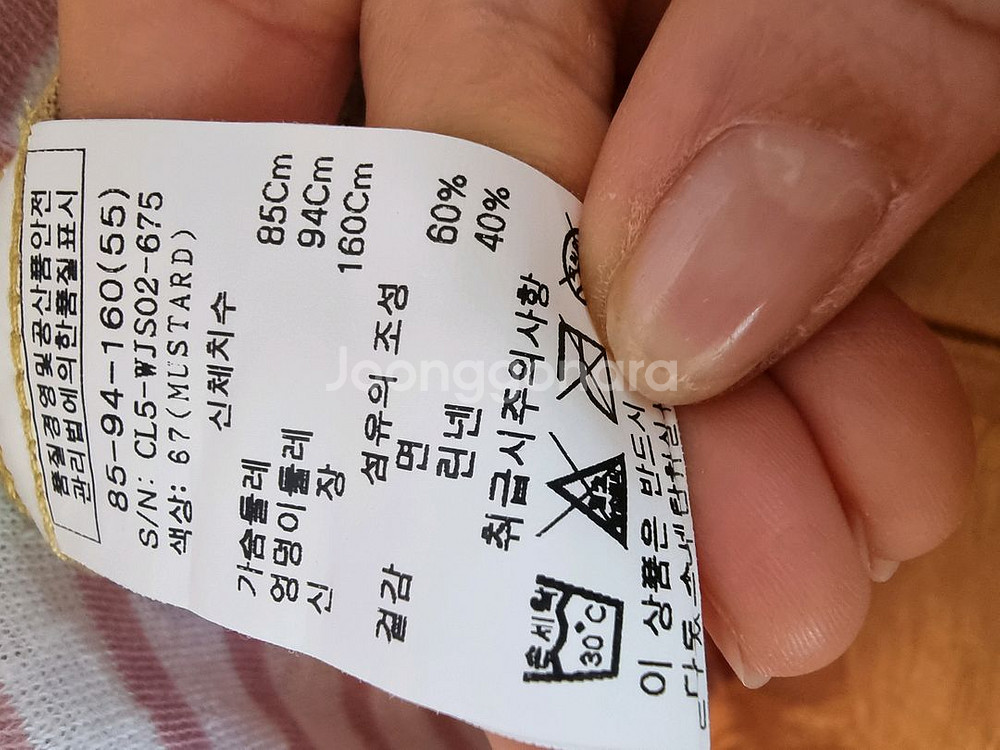 품질경영및공산품안전
관리법에의한품질표시
85-94-160(55)
S/N: CL5-WJS02-675
색상: 67(MUSTARD)
신체치수
가슴둘레 85Cm
엉덩이둘레 94Cm
신장 160Cm
섬유의 조성
겉감 면 60%
린넨 40%
취급시주의사항
손세탁
30°C
이 상품은 반드시
Joonggonara